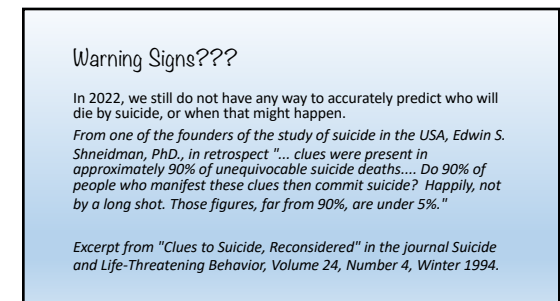 Warning Signs???
In 2022, we still do not have any way to accurately predict who will
die by suicide, or when that might happen.
From one of the founders of the study of suicide in the USA, Edwin S.
Shneidman, PhD., in retrospect "... clues were present in
approximately 90% of unequivocable suicide deaths.... Do 90% of
people who manifest these clues then commit suicide? Happily, not
by a long shot. Those figures, far from 90%, are under 5%."
Excerpt from "Clues to Suicide, Reconsidered" in the journal Suicide
and Life-Threatening Behavior, Volume 24, Number 4, Winter 1994.